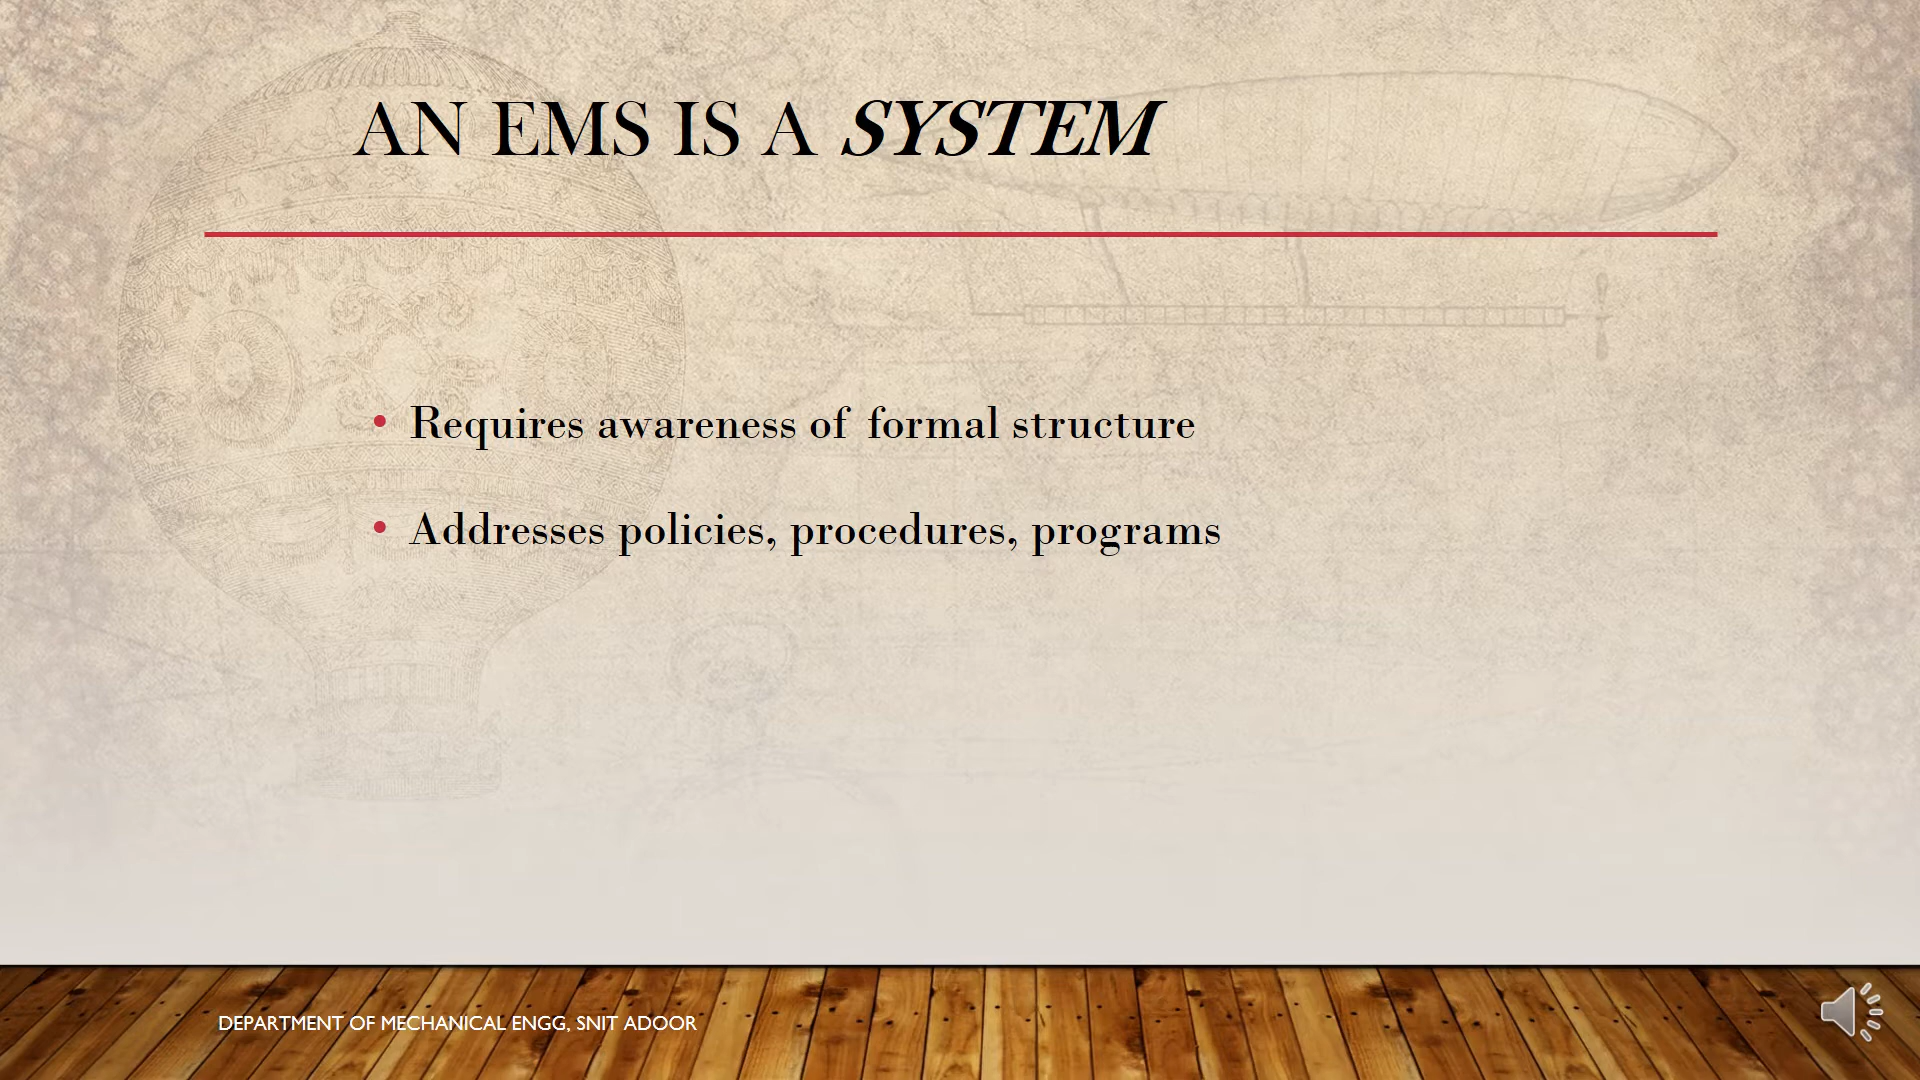 AN EMS IS A SYSTEM
• Requires awareness of formal structure
• Addresses policies, procedures, programs
DEPARTMENT OF MECHANICAL ENGG, SNIT ADOOR